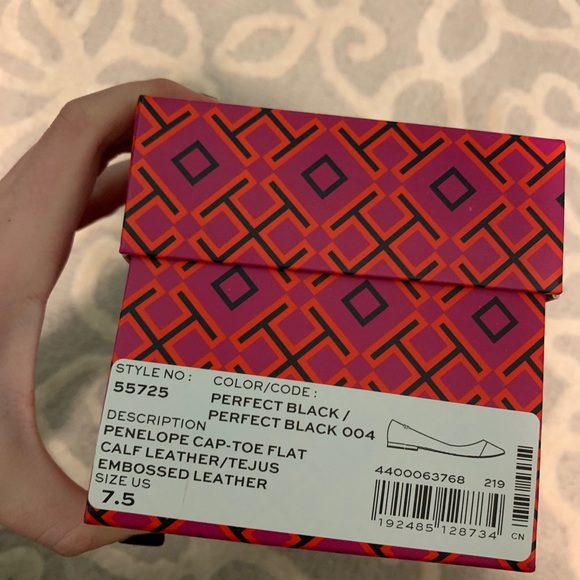 STYLE NO :
55725
COLOR/CODE :
PERFECT BLACK /
PERFECT BLACK 004
DESCRIPTION
PENELOPE CAP-TOE FLAT
CALF LEATHER/TEJUS
EMBOSSED LEATHER
SIZE US
7.5
4400063768 219
192485 128734
CN